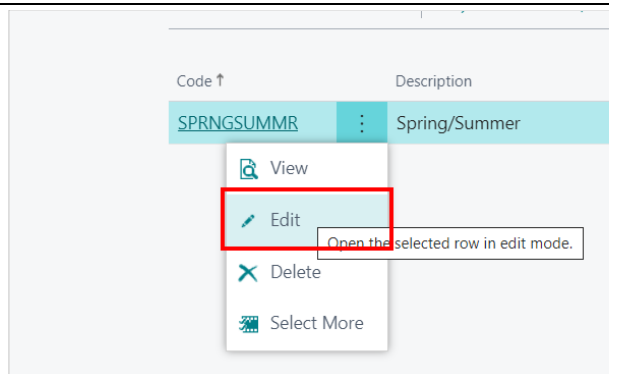 Code ↑ Description
SPRNGSUMMR Spring/Summer
View
Edit
Open the selected row in edit mode.
Delete
Select More